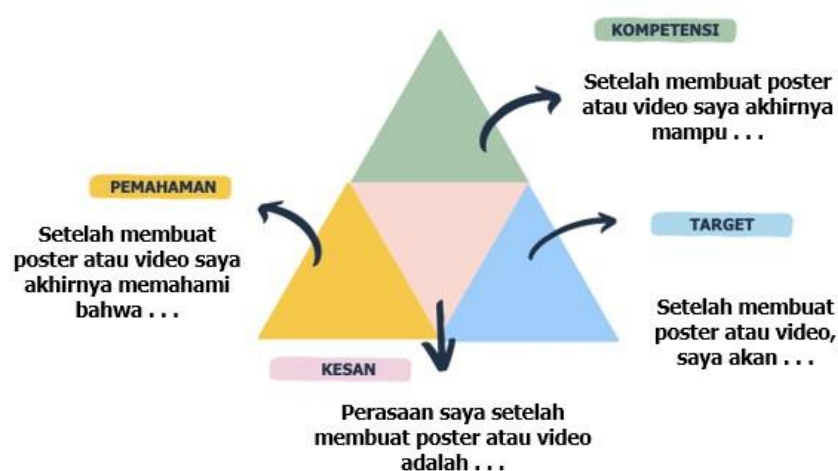 KOMPETENSI
Setelah membuat poster
atau video saya akhirnya
mampu . . .
PEMAHAMAN
Setelah membuat
poster atau video saya
akhirnya memahami
bahwa . . .
TARGET
Setelah membuat
poster atau video,
saya akan . . .
KESAN
Perasaan saya setelah
membuat poster atau video
adalah . . .